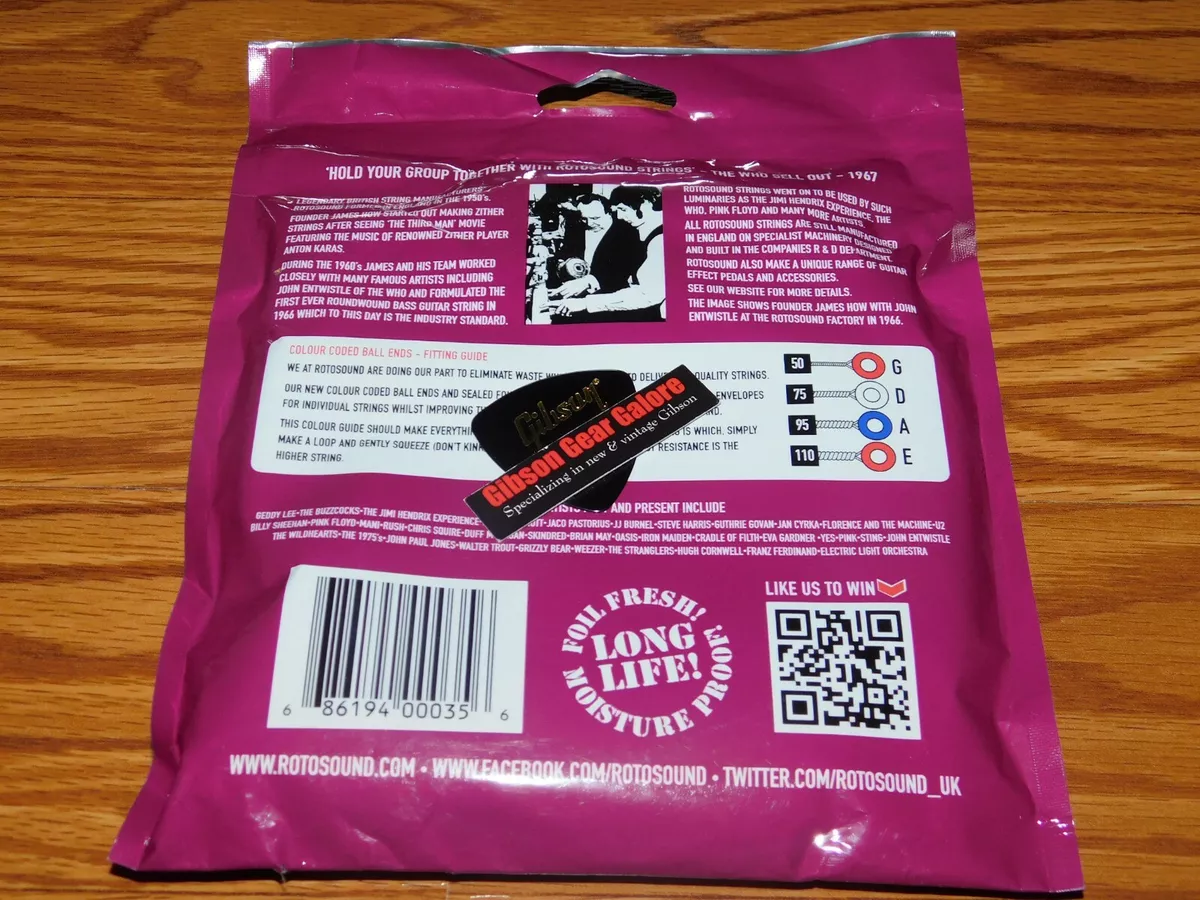 'HOLD YOUR GROUP TOGETHER WITH ROTOSOUND STRINGS' - THE WHO SELL OUT - 1967
LEGENDARY BRITISH STRING MANUFACTURERS
ROTOSOUND FORMED IN ENGLAND IN THE 1950's.
FOUNDER JAMES HOW STARTED OUT MAKING ZITHER
STRINGS AFTER SEEING 'THE THIRD MAN' MOVIE
FEATURING THE MUSIC OF RENOWNED ZITHER PLAYER
ANTON KARAS.
DURING THE 1960's JAMES AND HIS TEAM WORKED
CLOSELY WITH MANY FAMOUS ARTISTS INCLUDING
JOHN ENTWISTLE OF THE WHO AND FORMULATED THE
FIRST EVER ROUNDWOUND BASS GUITAR STRING IN
1966 WHICH TO THIS DAY IS THE INDUSTRY STANDARD.
ROTOSOUND STRINGS WENT ON TO BE USED BY SUCH
LUMINARIES AS THE JIMI HENDRIX EXPERIENCE, THE
WHO, PINK FLOYD AND MANY MORE ARTISTS.
ALL ROTOSOUND STRINGS ARE STILL MANUFACTURED
IN ENGLAND ON SPECIALIST MACHINERY DESIGNED
AND BUILT IN THE COMPANIES R & D DEPARTMENT.
ROTOSOUND ALSO MAKE A UNIQUE RANGE OF GUITAR
EFFECT PEDALS AND ACCESSORIES.
SEE OUR WEBSITE FOR MORE DETAILS.
THE IMAGE SHOWS FOUNDER JAMES HOW WITH JOHN
ENTWISTLE AT THE ROTOSOUND FACTORY IN 1966.
COLOUR CODED BALL ENDS - FITTING GUIDE
WE AT ROTOSOUND ARE DOING OUR PART TO ELIMINATE WASTE QUALITY STRINGS.
OUR NEW COLOUR CODED BALL ENDS AND SEALED ENVELOPES
FOR INDIVIDUAL STRINGS WHILST IMPROVING
THIS COLOUR GUIDE SHOULD MAKE IS WHICH. SIMPLY
MAKE A LOOP AND GENTLY SQUEEZE (DON'T RESISTANCE IS THE
HIGHER STRING.
50 G
75 D
95 A
110 E
Gibson
Gibson Gear Galore
Specializing in new & vintage Gibson
AND PRESENT INCLUDE
GEDDY LEE•THE BUZZCOCKS•THE JIMI HENDRIX EXPERIENCE JACO PASTORIUS•JJ BURNEL•STEVE HARRIS•GUTHRIE GOVAN•JAN CYRKA•FLORENCE AND THE MACHINE•U2
BILLY SHEEHAN•PINK FLOYD•MANI•RUSH•CHRIS SQUIRE•DUFF SKINDRED•BRIAN MAY•OASIS•IRON MAIDEN•CRADLE OF FILTH•EVA GARDNER•YES•PINK•STING•JOHN ENTWISTLE
THE WILDHEARTS•THE 1975's•JOHN PAUL JONES•WALTER TROUT•GRIZZLY BEAR•WEEZER•THE STRANGLERS•HUGH CORNWELL•FRANZ FERDINAND•ELECTRIC LIGHT ORCHESTRA
6 86194 00035 6
FOIL FRESH!
LONG
LIFE!
MOISTURE PROOF!
LIKE US TO WIN
WWW.ROTOSOUND.COM • WWW.FACEBOOK.COM/ROTOSOUND • TWITTER.COM/ROTOSOUND_UK